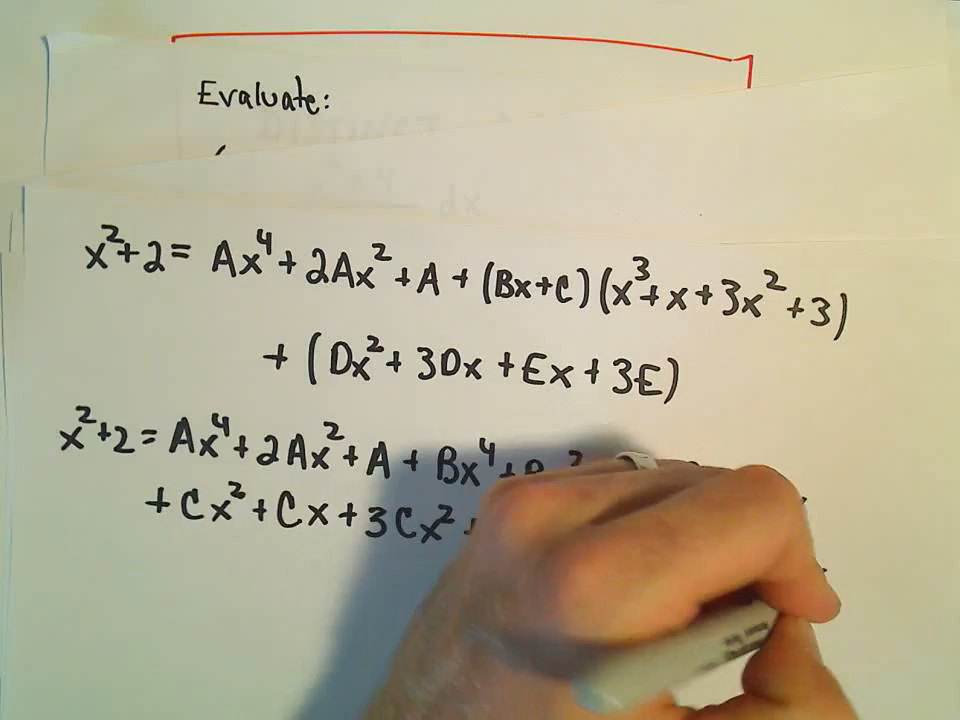 Evaluate:
x²+2 = Ax⁴ + 2Ax² + A + (Bx+C)(x³+x+3x²+3)
+ (Dx² + 3Dx + Ex + 3E)
x²+2 = Ax⁴ + 2Ax² + A + Bx⁴ +
+ Cx² + Cx + 3Cx²